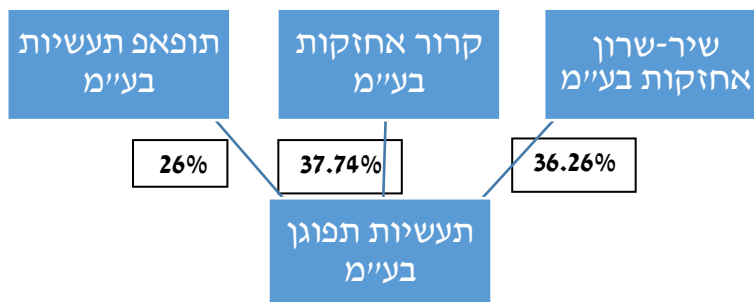 שיר-שרון
אחזקות בע״מ
קרור אחזקות
בע״מ
תופאפ תעשיות
בע״מ
36.26%
37.74%
26%
תעשיות תפוגן
בע״מ